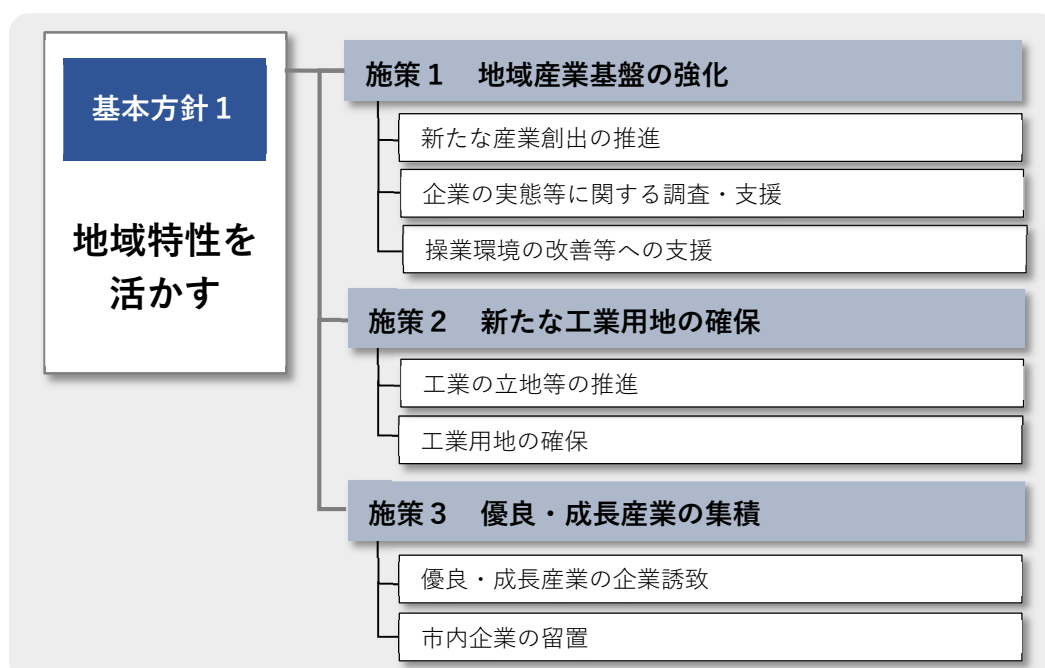 基本方針１
地域特性を
活かす
施策１　地域産業基盤の強化
新たな産業創出の推進
企業の実態等に関する調査・支援
操業環境の改善等への支援
施策２　新たな工業用地の確保
工業の立地等の推進
工業用地の確保
施策３　優良・成長産業の集積
優良・成長産業の企業誘致
市内企業の留置